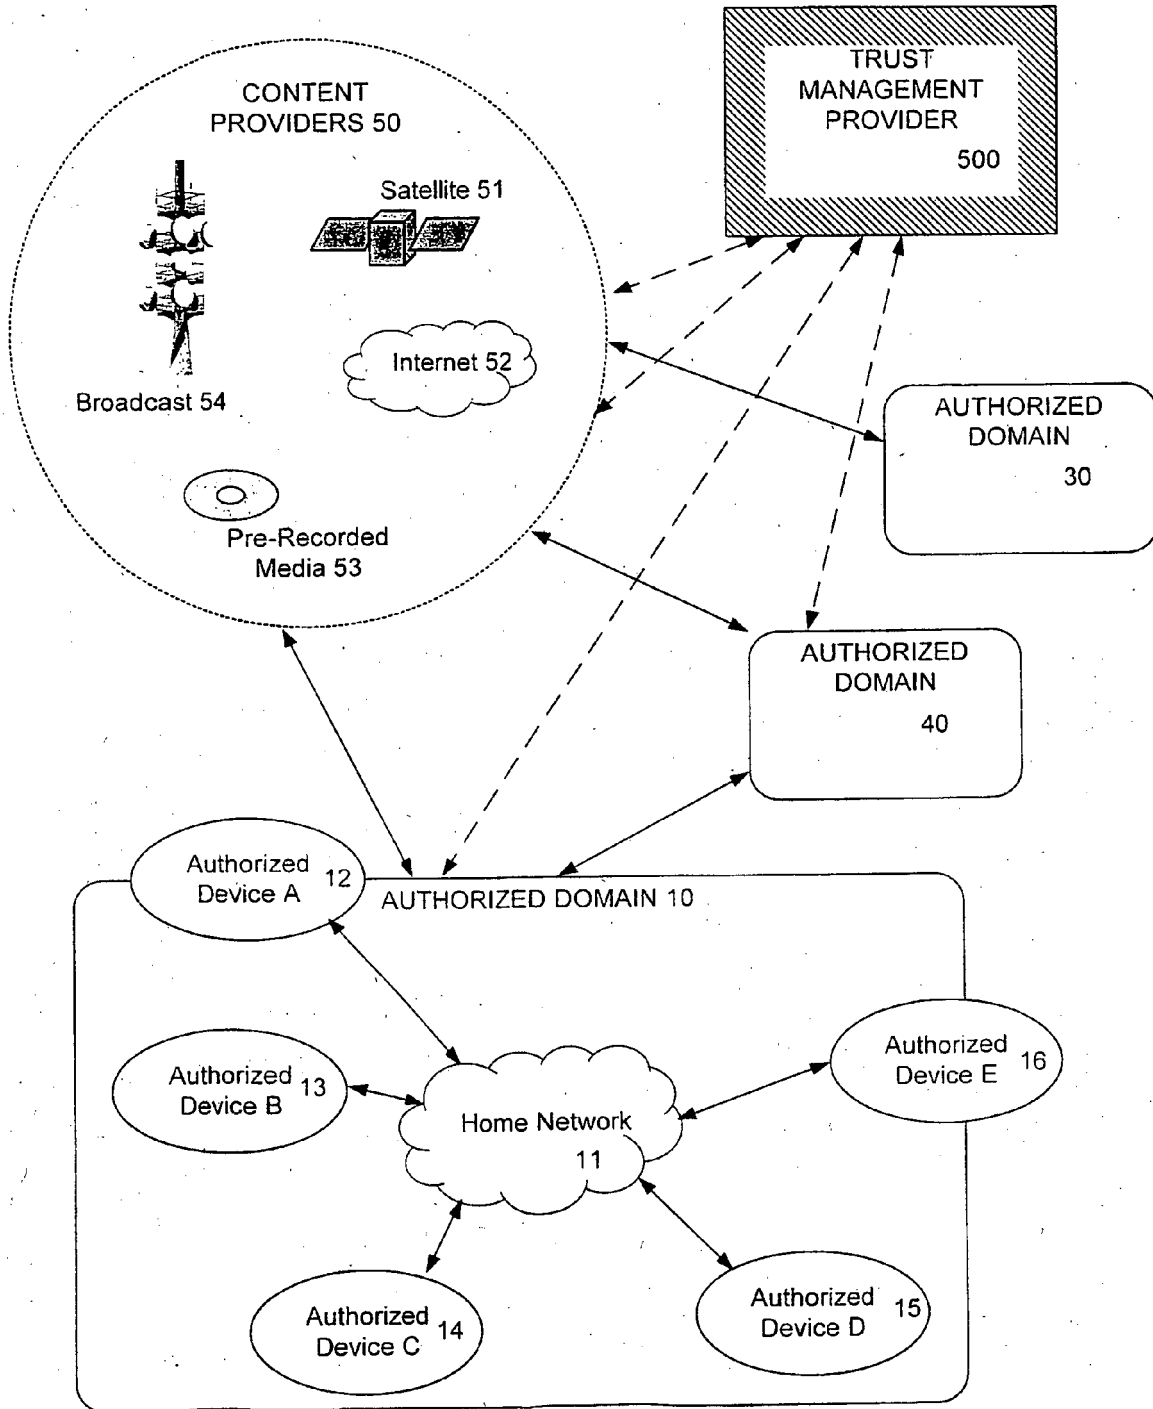 TRUST
MANAGEMENT
PROVIDER
500
CONTENT
PROVIDERS 50
Satellite 51
Internet 52
Broadcast 54
Pre-Recorded
Media 53
AUTHORIZED
DOMAIN
30
AUTHORIZED
DOMAIN
40
Authorized
Device A
12
AUTHORIZED DOMAIN 10
Authorized
Device B
13
Authorized
Device E
16
Home Network
11
Authorized
Device C
14
Authorized
Device D
15